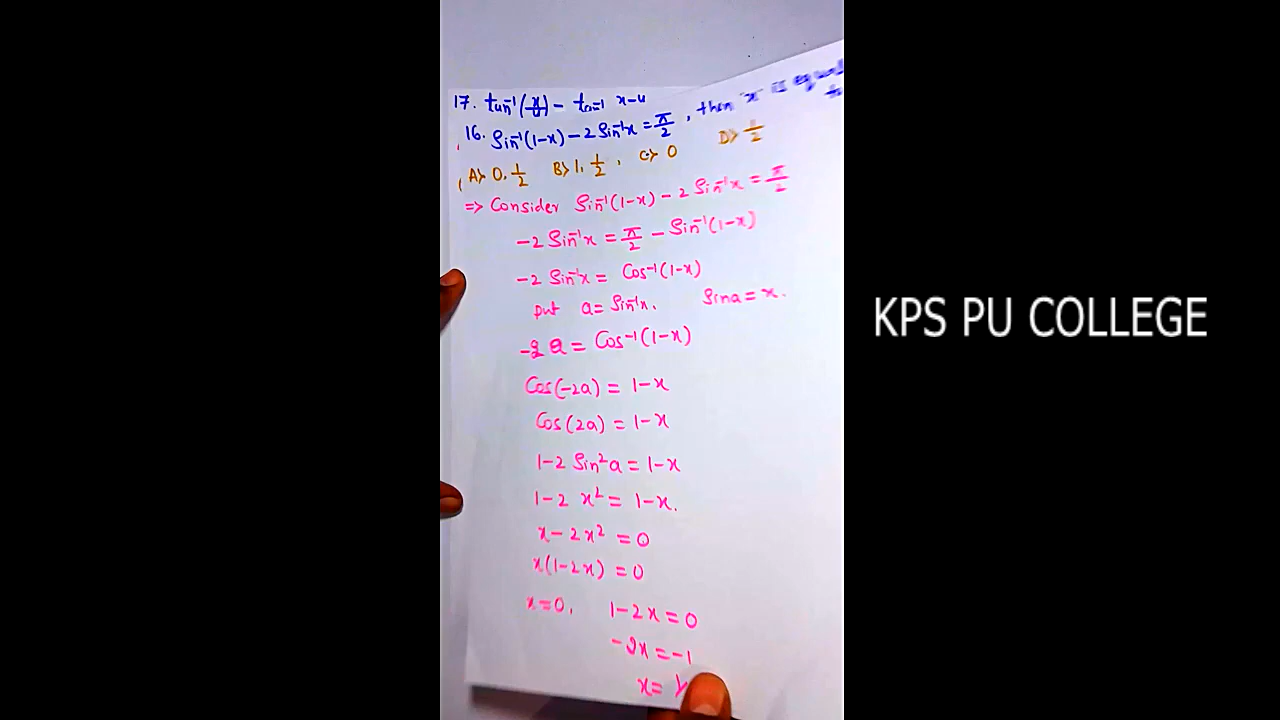 17. tan⁻¹(x/y) - tan⁻¹ x-y
16. Sin⁻¹(1-x) - 2 Sin⁻¹x = π/2, then "x" is equal to
A> 0, 1/2 B> 1, 1/2, C> 0 D> 1/2
=> Consider Sin⁻¹(1-x) - 2 Sin⁻¹x = π/2
-2 Sin⁻¹x = π/2 - Sin⁻¹(1-x)
-2 Sin⁻¹x = Cos⁻¹(1-x)
put a = Sin⁻¹x. Sin a = x.
-2 a = Cos⁻¹(1-x)
Cos(-2a) = 1-x
Cos(2a) = 1-x
1-2 Sin²a = 1-x
1-2 x² = 1-x.
x - 2x² = 0
x(1-2x) = 0
x=0, 1-2x = 0
-2x = -1
x =
KPS PU COLLEGE